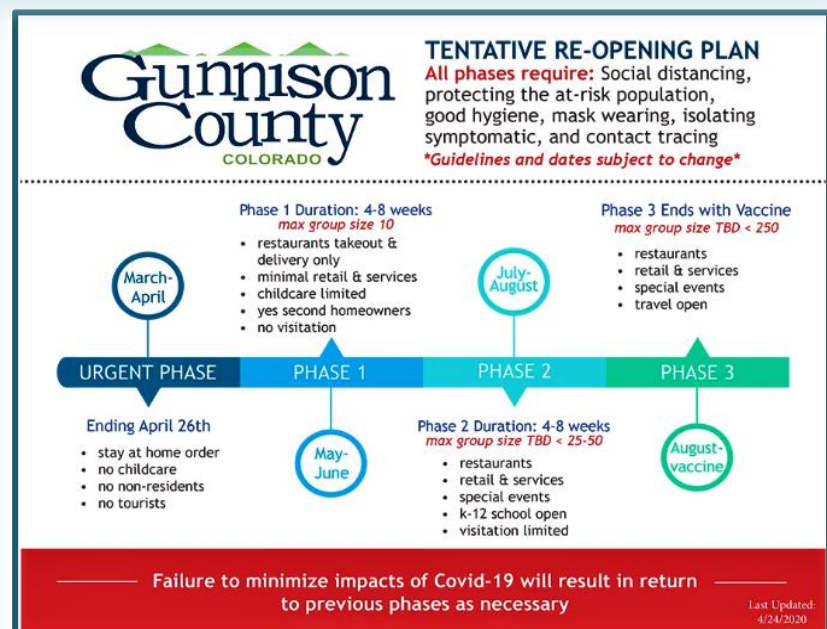 Gunnison
County
COLORADO
TENTATIVE RE-OPENING PLAN
All phases require: Social distancing,
protecting the at-risk population,
good hygiene, mask wearing, isolating
symptomatic, and contact tracing
*Guidelines and dates subject to change*
March-
April
URGENT PHASE
Ending April 26th
• stay at home order
• no childcare
• no non-residents
• no tourists
Phase 1 Duration: 4-8 weeks
max group size 10
• restaurants takeout &
delivery only
• minimal retail & services
• childcare limited
• yes second homeowners
• no visitation
PHASE 1
May-
June
July-
August
PHASE 2
Phase 2 Duration: 4-8 weeks
max group size TBD < 25-50
• restaurants
• retail & services
• special events
• k-12 school open
• visitation limited
Phase 3 Ends with Vaccine
max group size TBD < 250
• restaurants
• retail & services
• special events
• travel open
PHASE 3
August-
vaccine
Failure to minimize impacts of Covid-19 will result in return
to previous phases as necessary
Last Updated:
4/24/2020